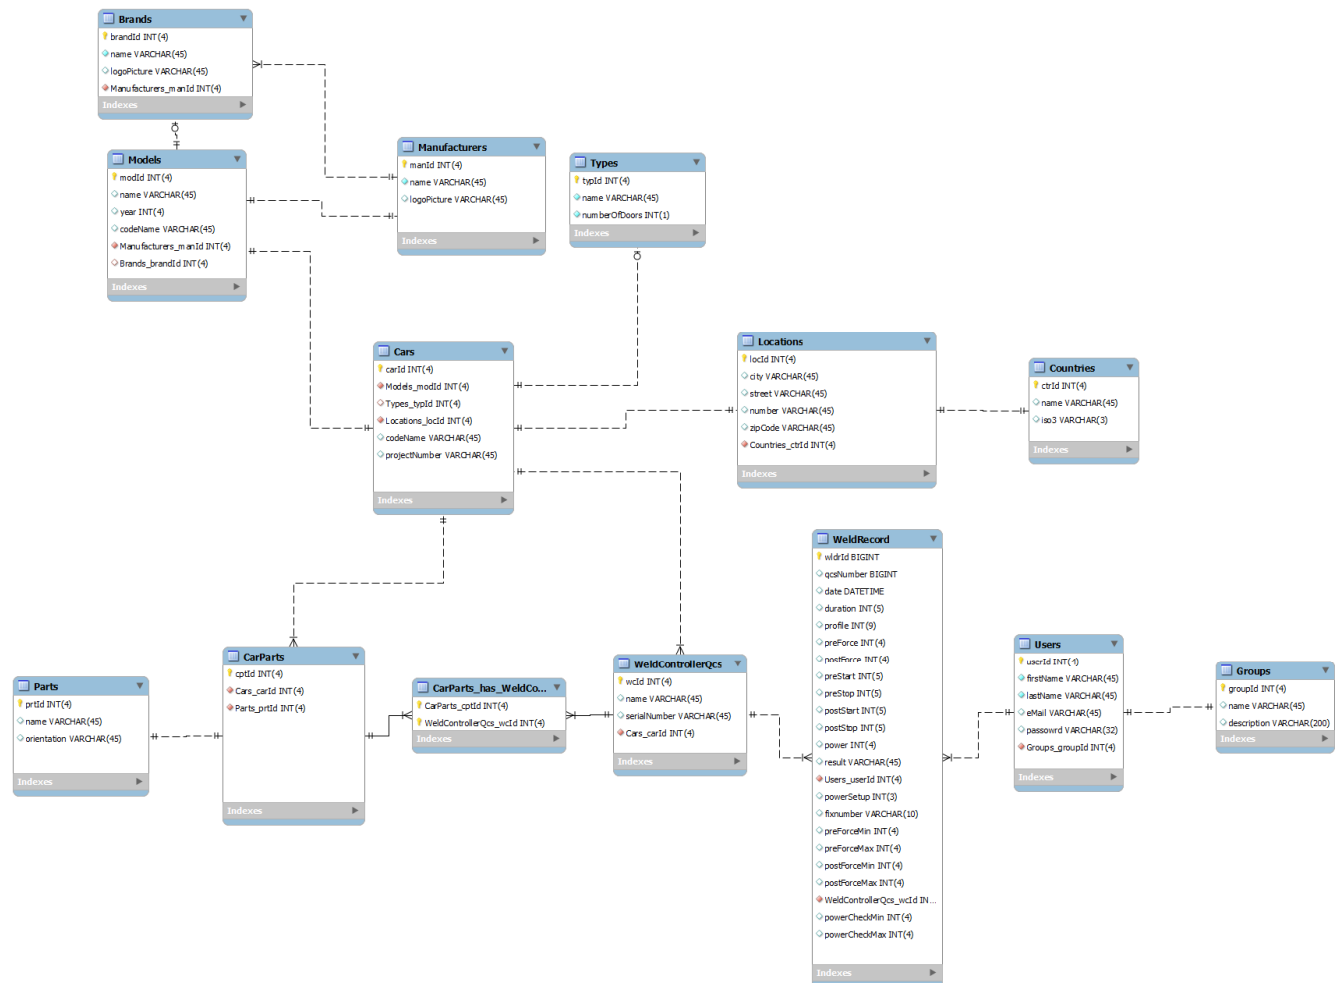 Brands
brandId INT(4)
name VARCHAR(45)
logoPicture VARCHAR(45)
Manufacturers_manId INT(4)
Indexes
Models
modId INT(4)
name VARCHAR(45)
year INT(4)
codeName VARCHAR(45)
Manufacturers_manId INT(4)
Brands_brandId INT(4)
Indexes
Manufacturers
manId INT(4)
name VARCHAR(45)
logoPicture VARCHAR(45)
Indexes
Types
typId INT(4)
name VARCHAR(45)
numberOfDoors INT(1)
Indexes
Cars
carId INT(4)
Models_modId INT(4)
Types_typId INT(4)
Locations_locId INT(4)
codeName VARCHAR(45)
projectNumber VARCHAR(45)
Indexes
Locations
locId INT(4)
city VARCHAR(45)
street VARCHAR(45)
number VARCHAR(45)
zipCode VARCHAR(45)
Countries_ctrId INT(4)
Indexes
Countries
ctrId INT(4)
name VARCHAR(45)
iso3 VARCHAR(3)
Indexes
Parts
prtId INT(4)
name VARCHAR(45)
orientation VARCHAR(45)
Indexes
CarParts
cptId INT(4)
Cars_carId INT(4)
Parts_prtId INT(4)
Indexes
CarParts_has_WeldCo...
CarParts_cptId INT(4)
WeldControllerQcs_wcId INT(4)
Indexes
WeldControllerQcs
wcId INT(4)
name VARCHAR(45)
serialNumber VARCHAR(45)
Cars_carId INT(4)
Indexes
WeldRecord
wldrId BIGINT
qcsNumber BIGINT
date DATETIME
duration INT(5)
profile INT(9)
preForce INT(4)
postForce INT(4)
preStart INT(5)
preStop INT(5)
postStart INT(5)
postStop INT(5)
power INT(4)
result VARCHAR(45)
Users_userId INT(4)
powerSetup INT(3)
fixnumber VARCHAR(10)
preForceMin INT(4)
preForceMax INT(4)
postForceMin INT(4)
postForceMax INT(4)
WeldControllerQcs_wcId IN...
powerCheckMin INT(4)
powerCheckMax INT(4)
Indexes
Users
userId INT(4)
firstName VARCHAR(45)
lastName VARCHAR(45)
eMail VARCHAR(45)
passowrd VARCHAR(32)
Groups_groupId INT(4)
Indexes
Groups
groupId INT(4)
name VARCHAR(45)
description VARCHAR(200)
Indexes